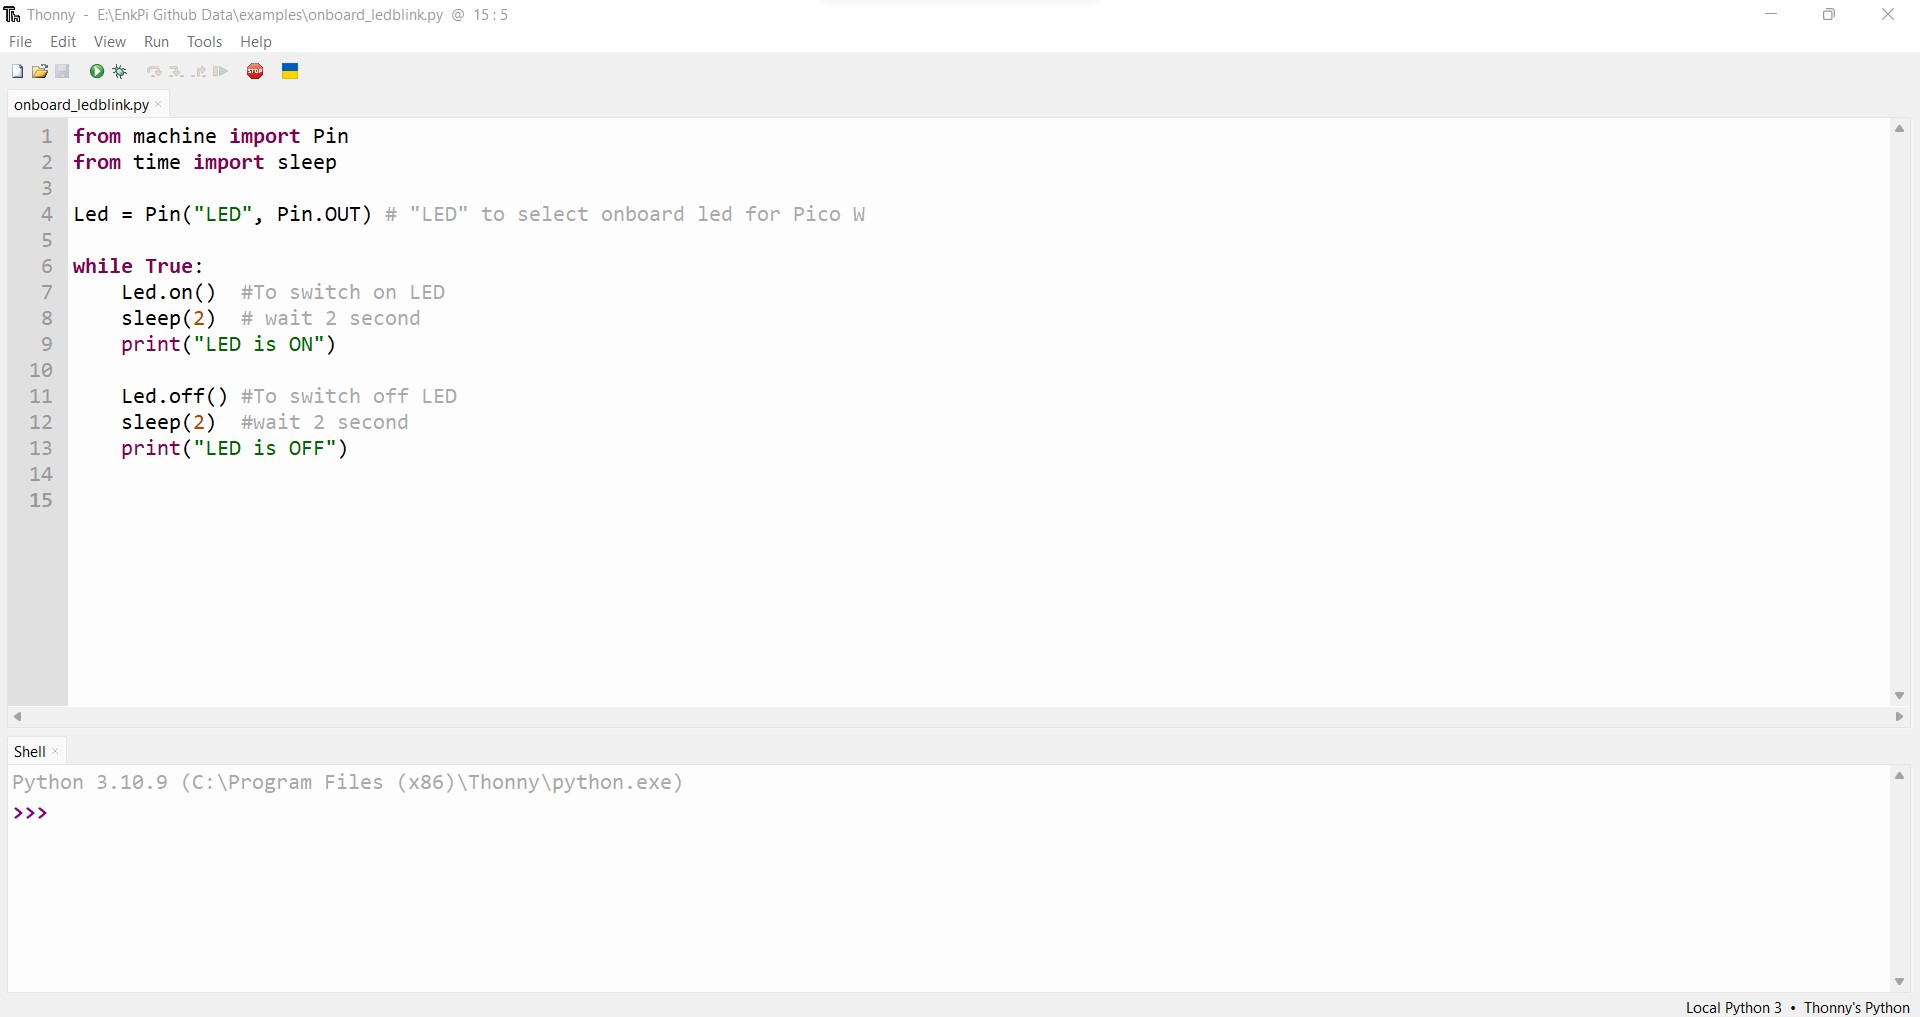 Thonny - E:\EnkPi Github Data\examples\onboard_ledblink.py @ 15 : 5
File Edit View Run Tools Help
STOP
onboard_ledblink.py ×
1 from machine import Pin
2 from time import sleep
3
4 Led = Pin("LED", Pin.OUT) # "LED" to select onboard led for Pico W
5
6 while True:
7     Led.on()  #To switch on LED
8     sleep(2)  # wait 2 second
9     print("LED is ON")
10
11     Led.off() #To switch off LED
12     sleep(2)  #wait 2 second
13     print("LED is OFF")
14
15
Shell ×
Python 3.10.9 (C:\Program Files (x86)\Thonny\python.exe)
>>>
Local Python 3 • Thonny's Python